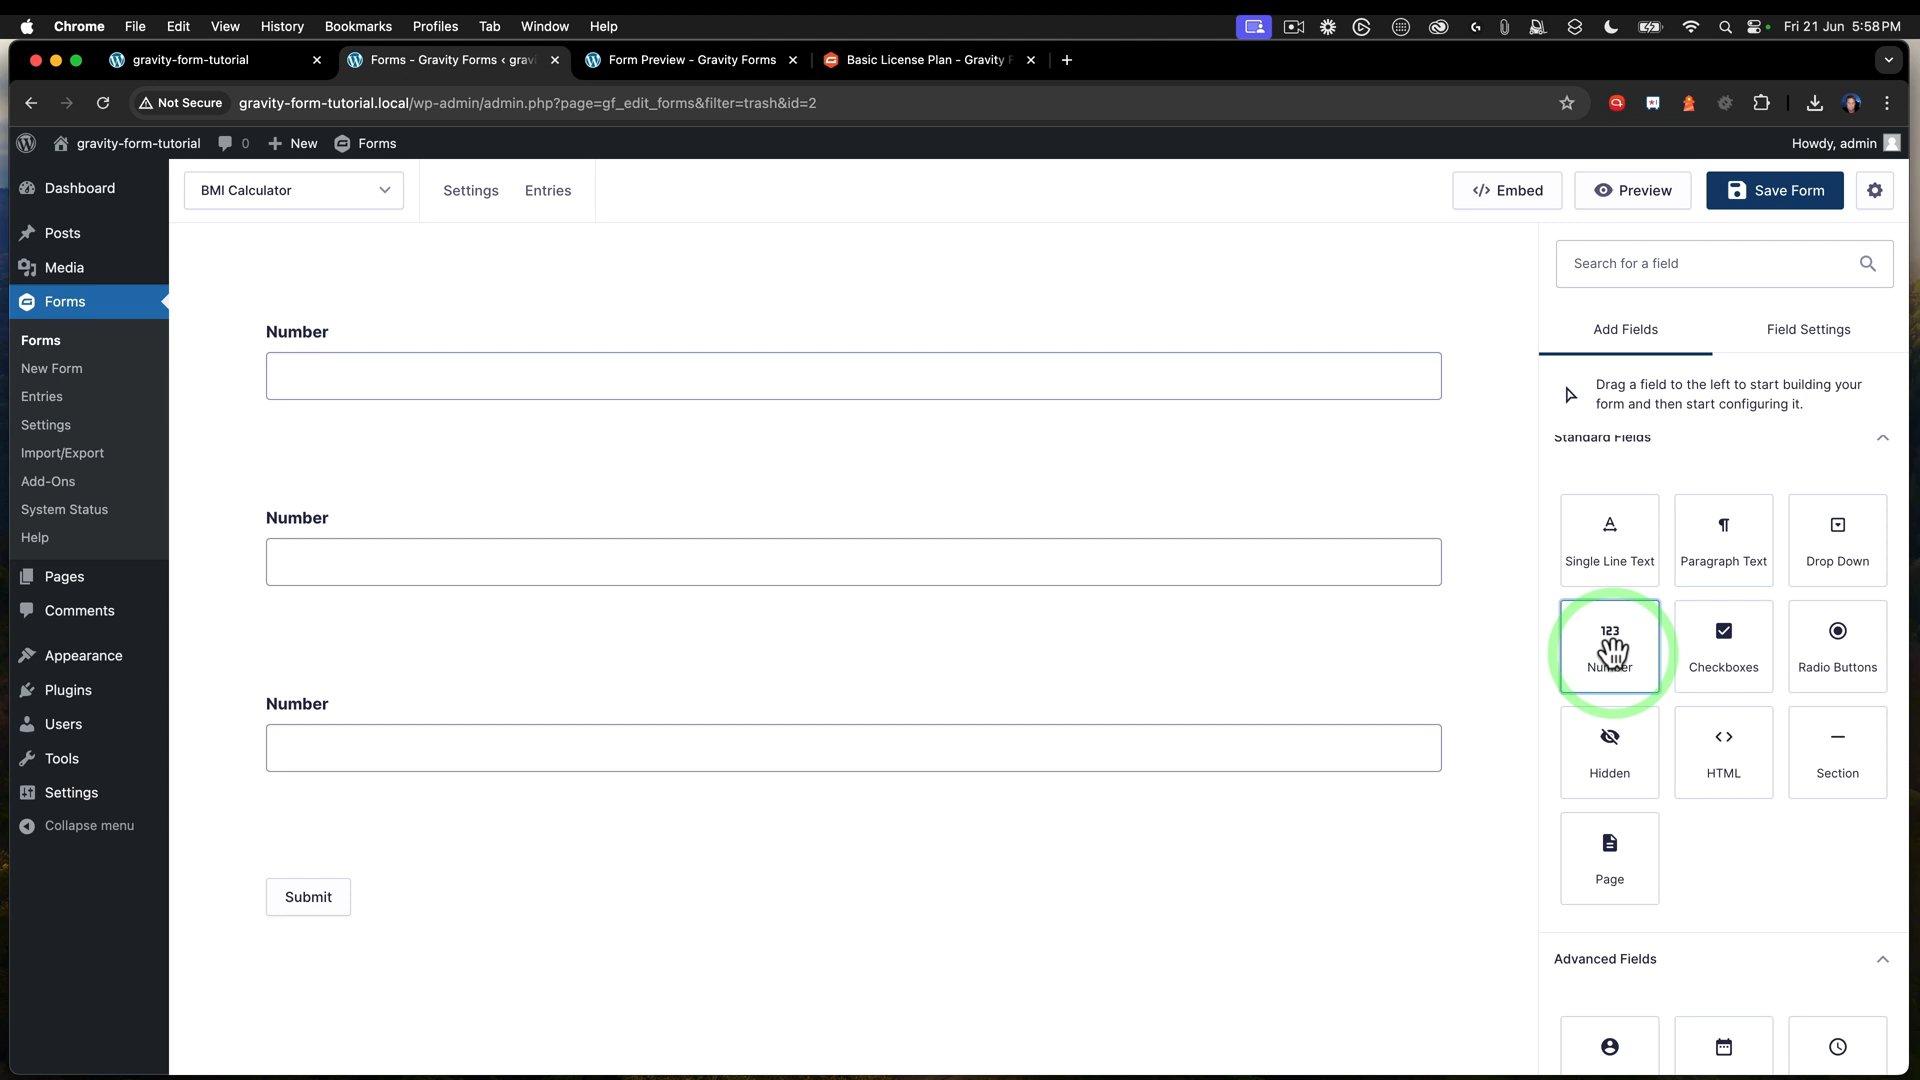 Chrome File Edit View History Bookmarks Profiles Tab Window Help Fri 21 Jun 5:58 PM
gravity-form-tutorial
Forms - Gravity Forms ‹ gravi
Form Preview - Gravity Forms
Basic License Plan - Gravity F
Not Secure gravity-form-tutorial.local/wp-admin/admin.php?page=gf_edit_forms&filter=trash&id=2
gravity-form-tutorial 0 New Forms Howdy, admin
Dashboard
Posts
Media
Forms
Forms
New Form
Entries
Settings
Import/Export
Add-Ons
System Status
Help
Pages
Comments
Appearance
Plugins
Users
Tools
Settings
Collapse menu
BMI Calculator Settings Entries
</> Embed Preview Save Form
Number
Number
Number
Submit
Search for a field
Add Fields Field Settings
Drag a field to the left to start building your
form and then start configuring it.
Standard Fields
Single Line Text Paragraph Text Drop Down
123
Number Checkboxes Radio Buttons
Hidden HTML Section
Page
Advanced Fields